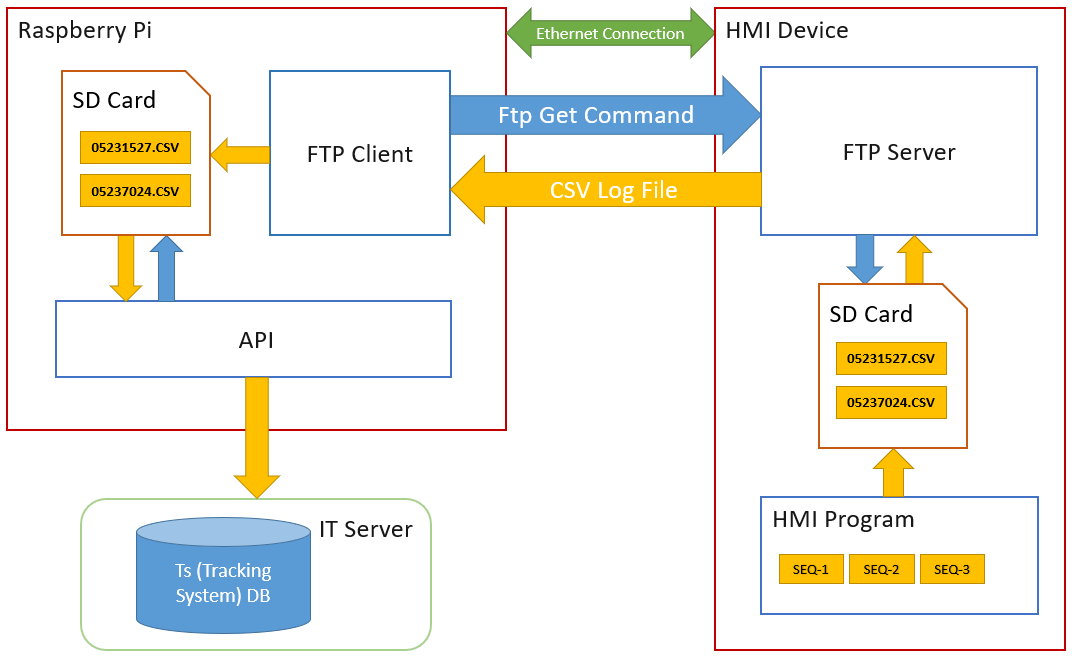 Raspberry Pi
Ethernet Connection
HMI Device
SD Card
05231527.CSV
05237024.CSV
FTP Client
Ftp Get Command
CSV Log File
FTP Server
API
SD Card
05231527.CSV
05237024.CSV
IT Server
Ts (Tracking
System) DB
HMI Program
SEQ-1
SEQ-2
SEQ-3